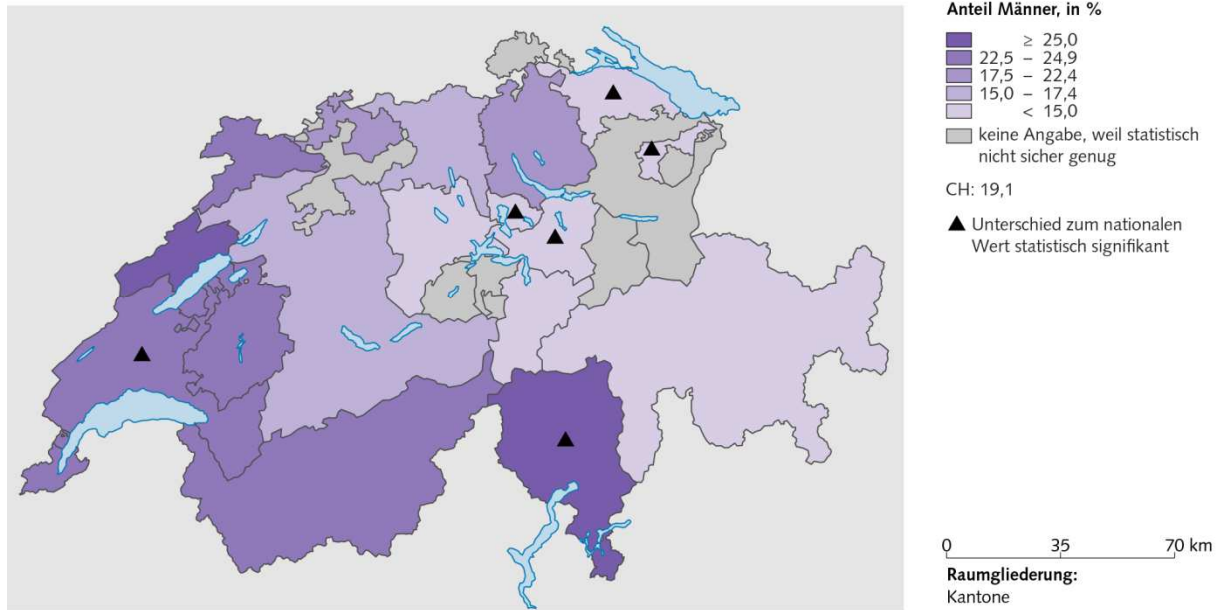 Anteil Männer, in %
≥ 25,0
22,5 – 24,9
17,5 – 22,4
15,0 – 17,4
< 15,0
keine Angabe, weil statistisch
nicht sicher genug
CH: 19,1
▲ Unterschied zum nationalen
Wert statistisch signifikant
0 35 70 km
Raumgliederung:
Kantone